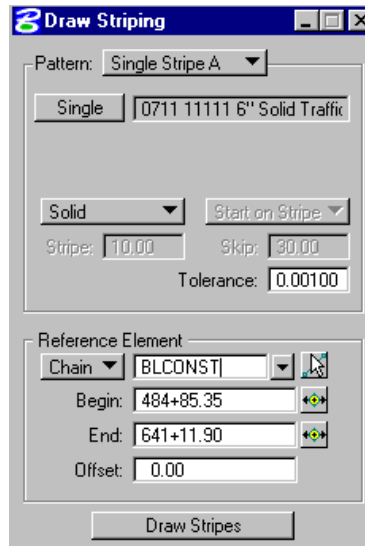 Draw Striping
Pattern: Single Stripe A
Single 0711 11111 6" Solid Traffic
Solid Start on Stripe
Stripe: 10.00 Skip: 30.00
Tolerance: 0.00100
Reference Element
Chain BLCONST
Begin: 484+85.35
End: 641+11.90
Offset: 0.00
Draw Stripes